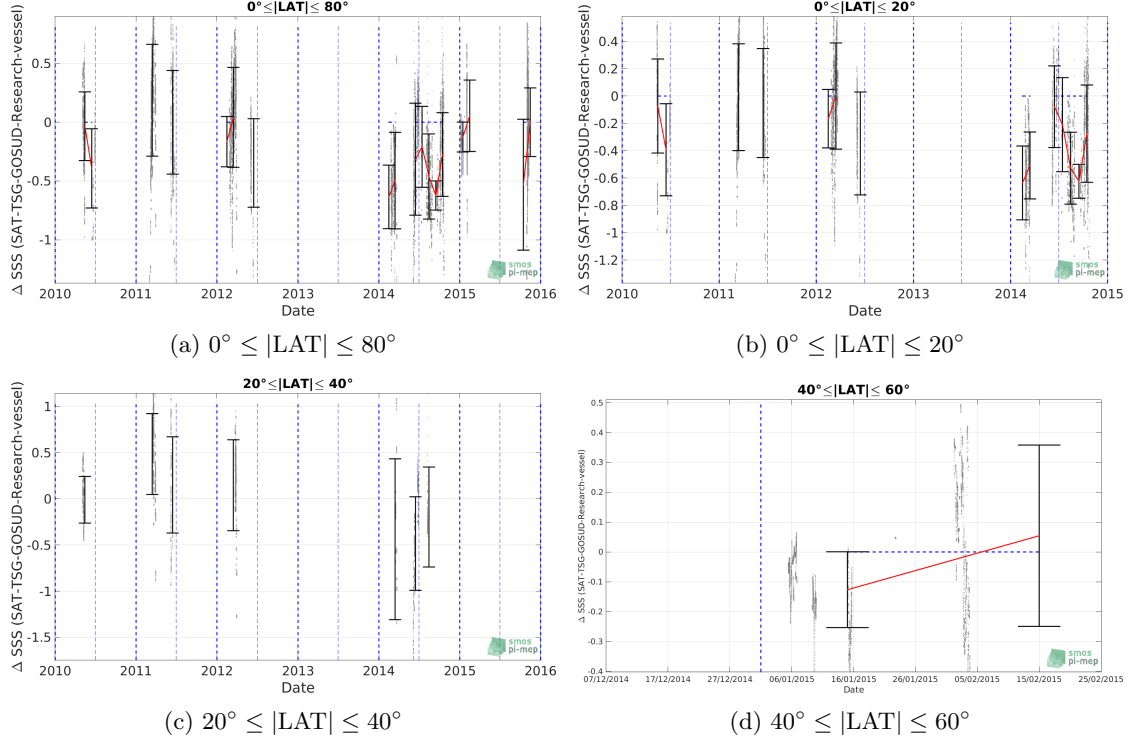 0°≤|LAT|≤ 80°
Δ SSS (SAT-TSG-GOSUD-Research-vessel)
0.5
0
-0.5
-1
2010 2011 2012 2013 2014 2015 2016
Date
smos
pi-mep
(a) 0° ≤ |LAT| ≤ 80°
0°≤|LAT|≤ 20°
Δ SSS (SAT-TSG-GOSUD-Research-vessel)
0.4
0.2
0
-0.2
-0.4
-0.6
-0.8
-1
-1.2
2010 2011 2012 2013 2014 2015
Date
smos
pi-mep
(b) 0° ≤ |LAT| ≤ 20°
20°≤|LAT|≤ 40°
Δ SSS (SAT-TSG-GOSUD-Research-vessel)
1
0.5
0
-0.5
-1
-1.5
2010 2011 2012 2013 2014 2015 2016
Date
smos
pi-mep
(c) 20° ≤ |LAT| ≤ 40°
40°≤|LAT|≤ 60°
Δ SSS (SAT-TSG-GOSUD-Research-vessel)
0.5
0.4
0.3
0.2
0.1
0
-0.1
-0.2
-0.3
-0.4
07/12/2014 17/12/2014 27/12/2014 06/01/2015 16/01/2015 26/01/2015 05/02/2015 15/02/2015 25/02/2015
Date
smos
pi-mep
(d) 40° ≤ |LAT| ≤ 60°